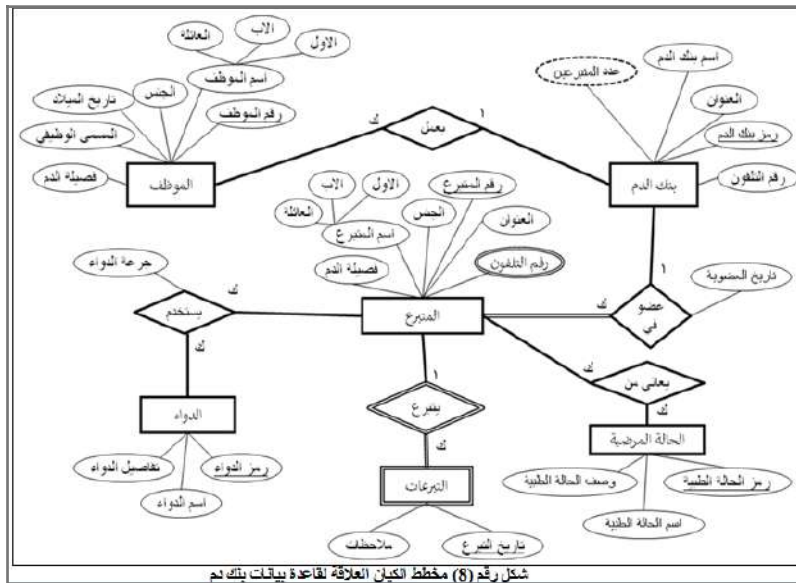 الاب
العائلة
الاول
اسم الموظف
الجنس
تاريخ الميلاد
رقم الموظف
المسمى الوظيفي
فصيلة الدم
الموظف
ك
يعمل
١
اسم بنك الدم
عدد المتبرعين
العنوان
رمز بنك الدم
رقم التلفون
بنك الدم
الاول
الاب
العائلة
اسم المتبرع
الجنس
رقم المتبرع
العنوان
رقم التلفون
فصيلة الدم
المتبرع
١
ك
عضو
في
تاريخ العضوية
جرعة الدواء
يستخدم
ك
ك
الدواء
تفاصيل الدواء
رمز الدواء
اسم الدواء
١
يتبرع
ك
التبرعات
ملاحظات
تاريخ التبرع
ك
يعاني من
ك
الحالة المرضية
وصف الحالة الطبية
رمز الحالة الطبية
اسم الحالة الطبية
شكل رقم (8) مخطط الكيان العلاقة لقاعدة بيانات بنك دم